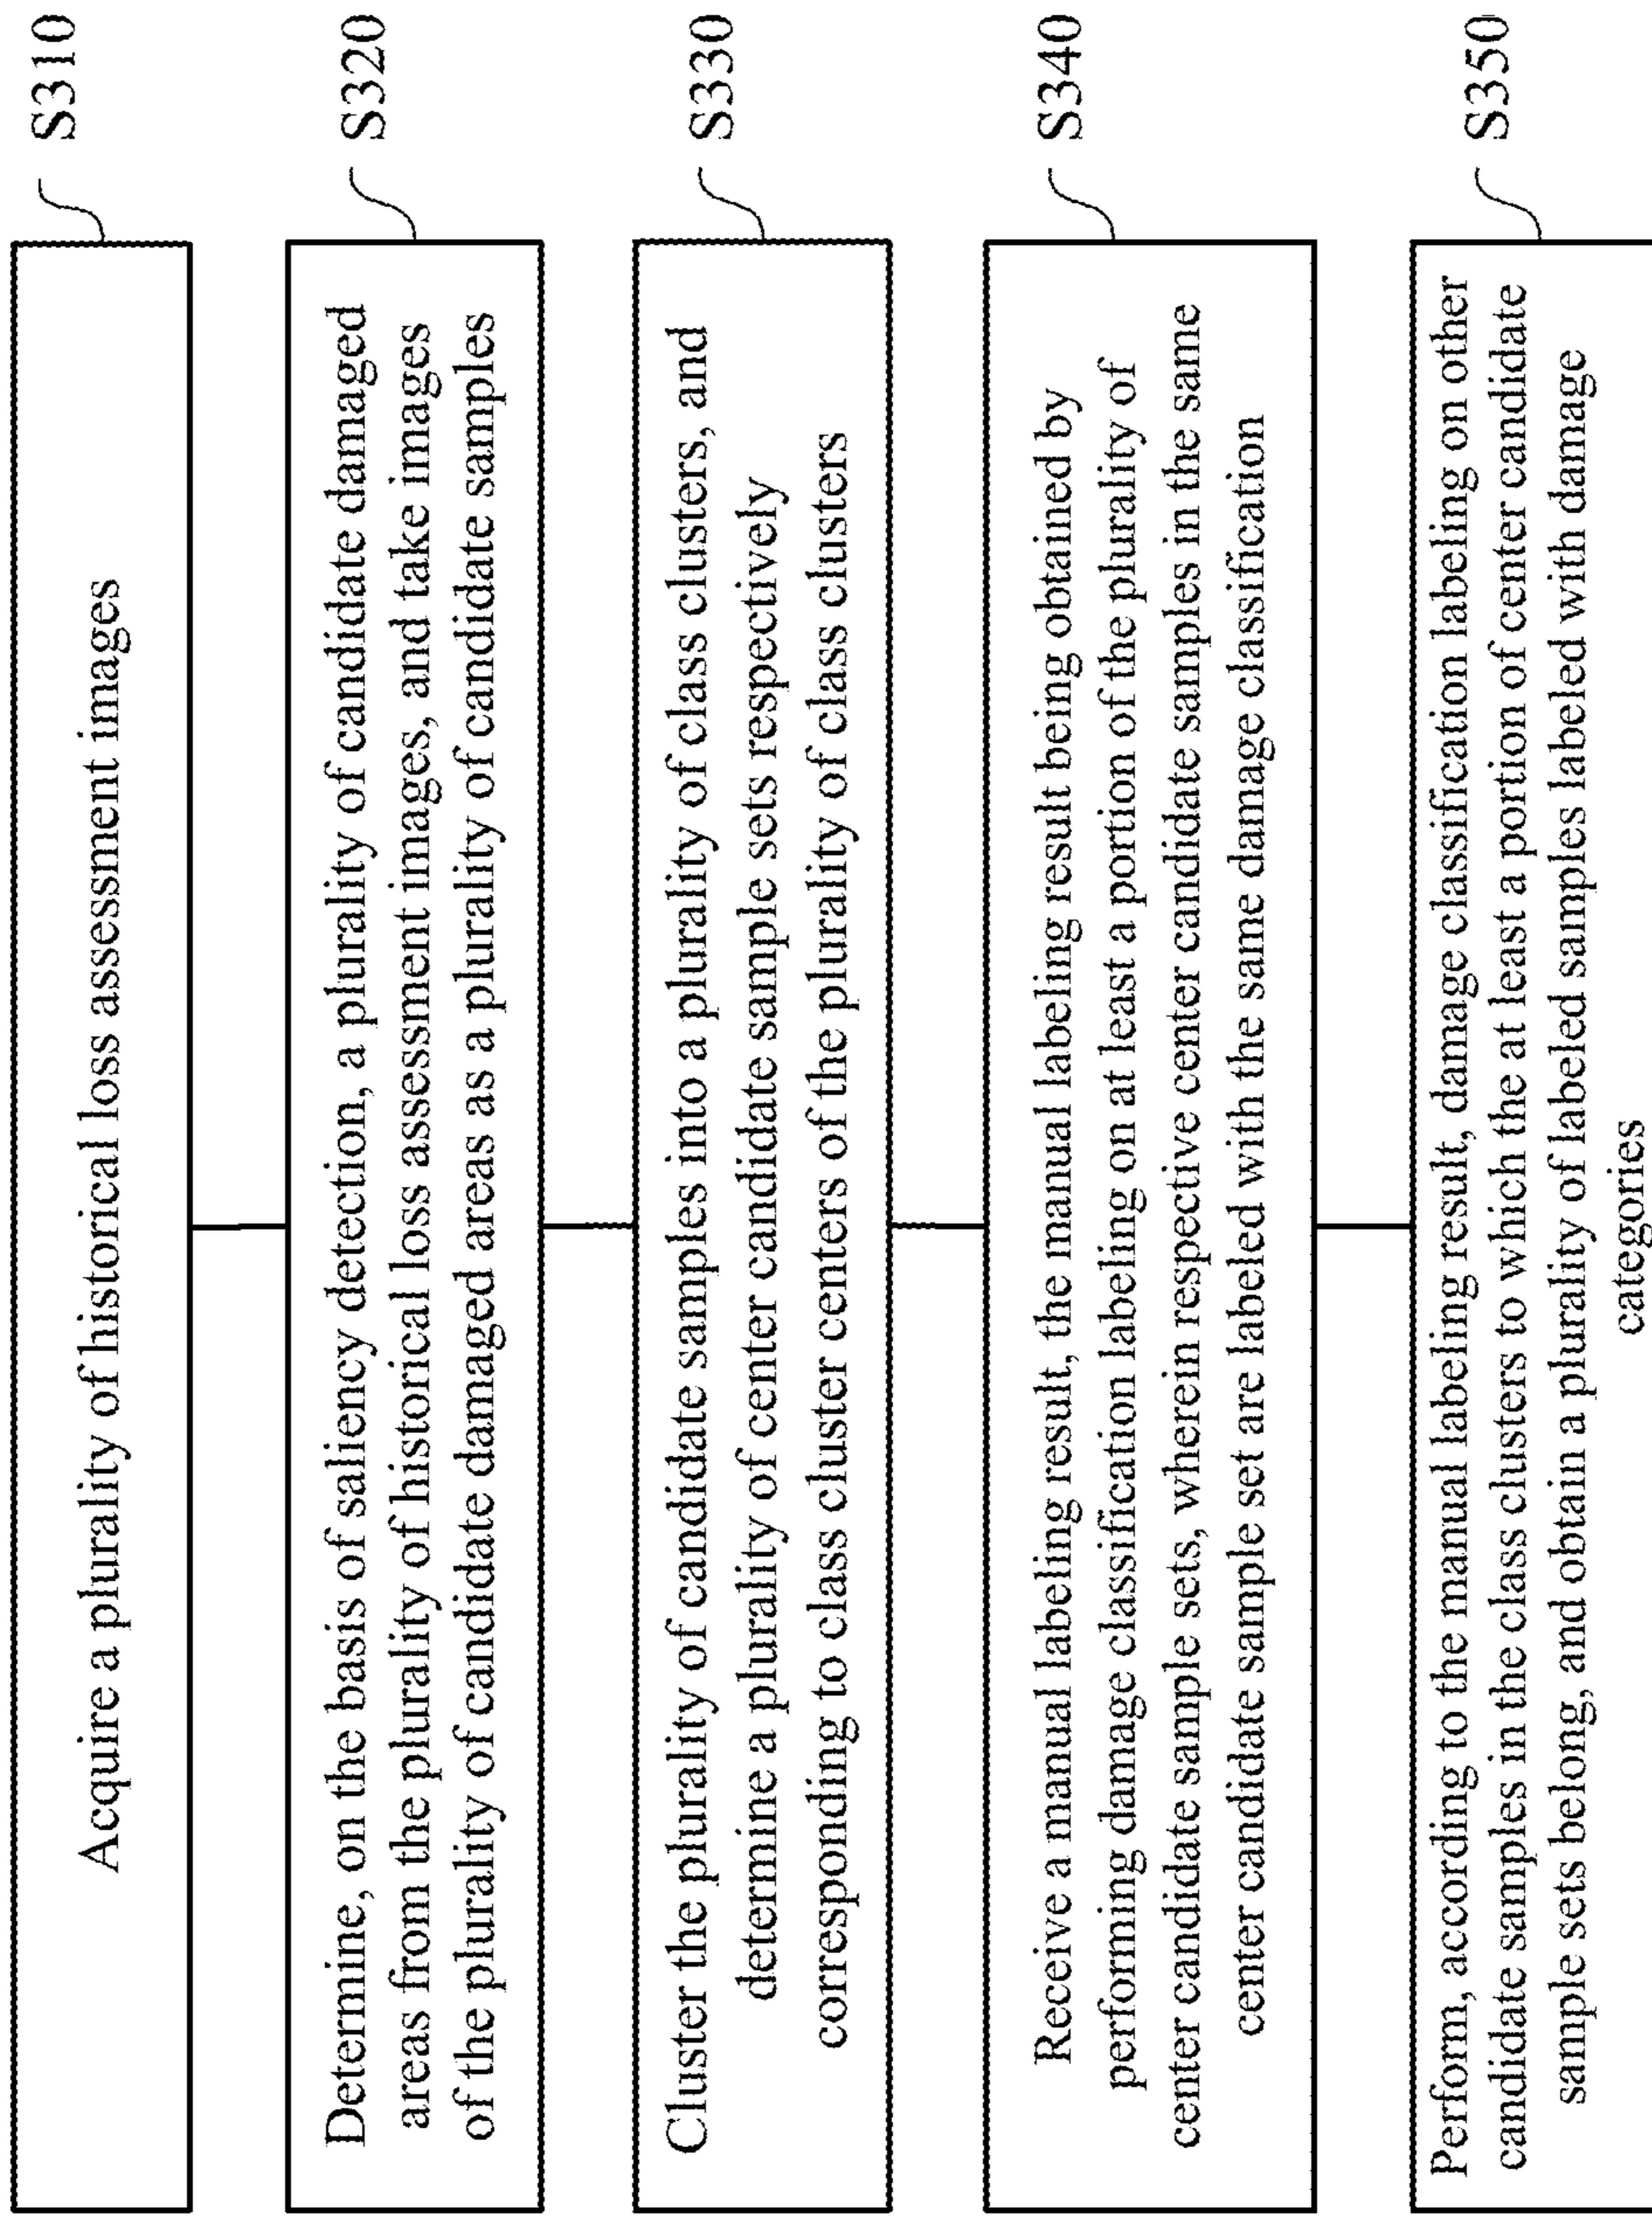 Acquire a plurality of historical loss assessment images
S310
Determine, on the basis of saliency detection, a plurality of candidate damaged
areas from the plurality of historical loss assessment images, and take images
of the plurality of candidate damaged areas as a plurality of candidate samples
S320
Cluster the plurality of candidate samples into a plurality of class clusters, and
determine a plurality of center candidate sample sets respectively
corresponding to class cluster centers of the plurality of class clusters
S330
Receive a manual labeling result, the manual labeling result being obtained by
performing damage classification labeling on at least a portion of the plurality of
center candidate sample sets, wherein respective center candidate samples in the same
center candidate sample set are labeled with the same damage classification
S340
Perform, according to the manual labeling result, damage classification labeling on other
candidate samples in the class clusters to which the at least a portion of center candidate
sample sets belong, and obtain a plurality of labeled samples labeled with damage
categories
S350